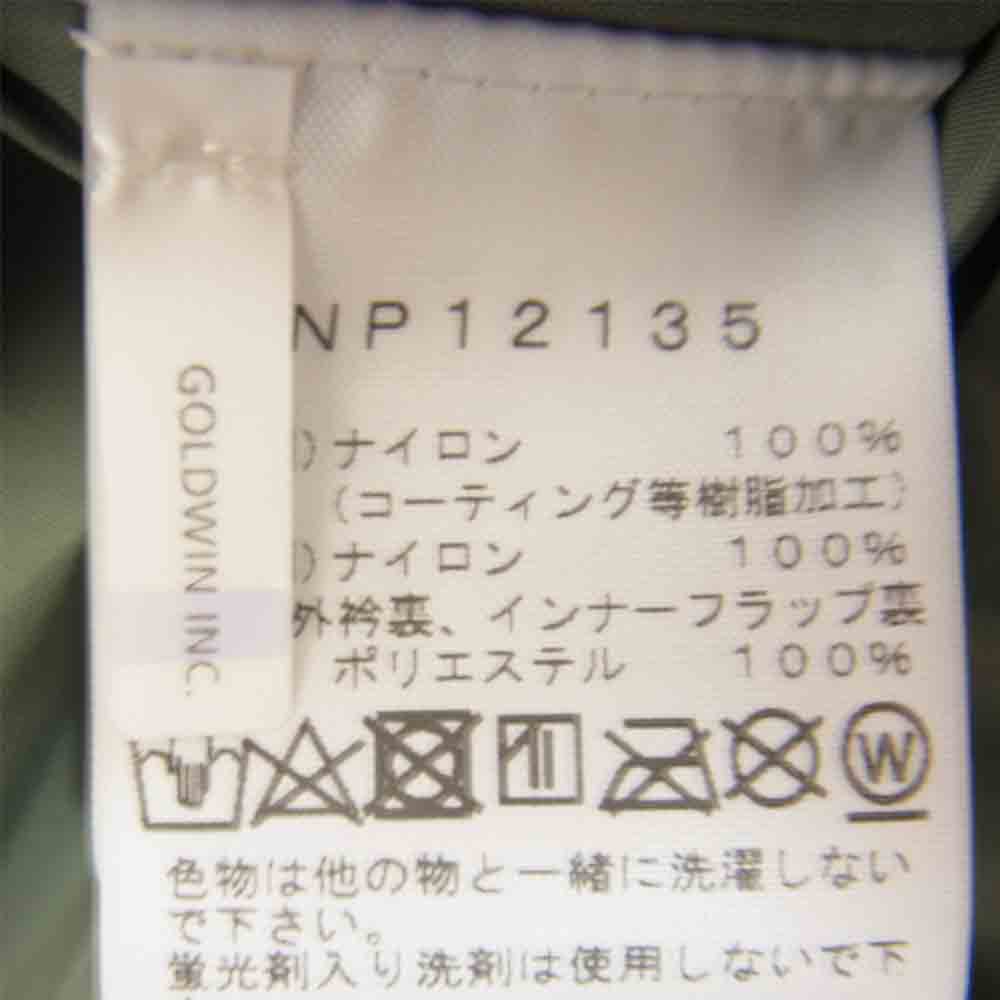 GOLDWIN INC.
NP12135
)ナイロン 100%
(コーティング等樹脂加工)
)ナイロン 100%
外衿裏、インナーフラップ裏
ポリエステル 100%
W
色物は他の物と一緒に洗濯しない
で下さい。
蛍光剤入り洗剤は使用しないで下